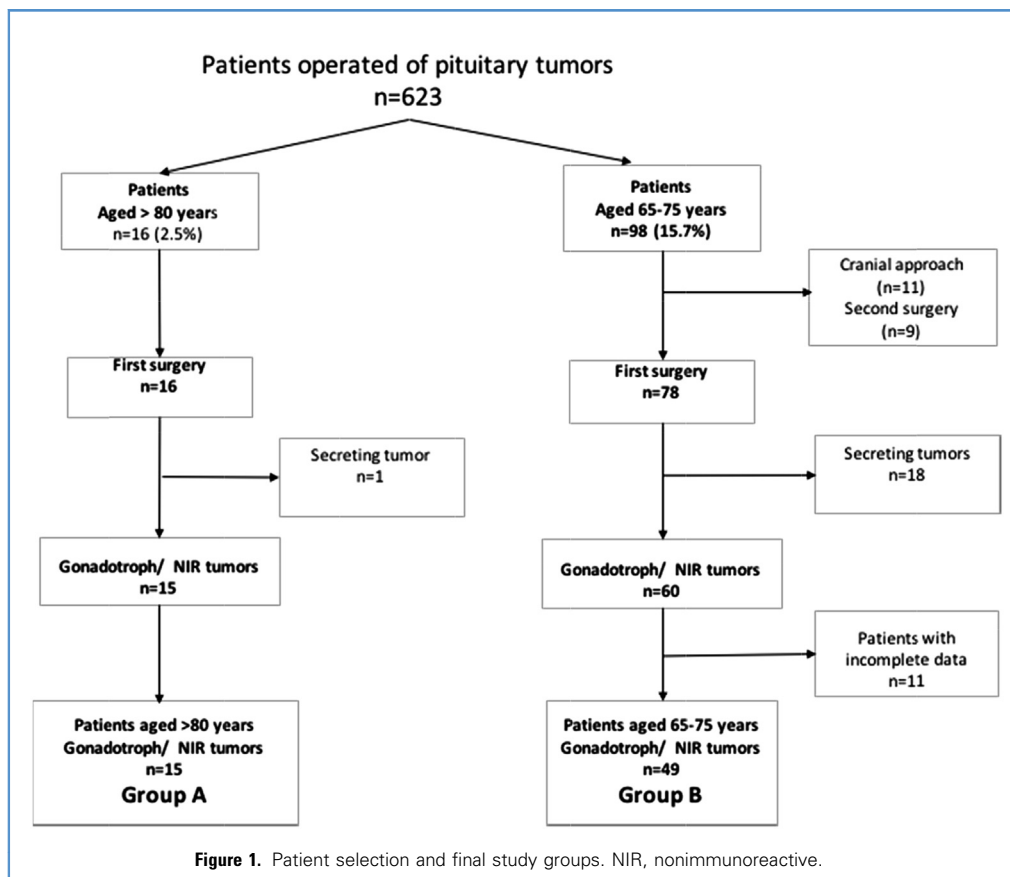 Patients operated of pituitary tumors
n=623
Patients
Aged > 80 years
n=16 (2.5%)
Patients
Aged 65-75 years
n=98 (15.7%)
Cranial approach
(n=11)
Second surgery
(n=9)
First surgery
n=16
First surgery
n=78
Secreting tumor
n=1
Secreting tumors
n=18
Gonadotroph/ NIR tumors
n=15
Gonadotroph/ NIR tumors
n=60
Patients with
incomplete data
n=11
Patients aged >80 years
Gonadotroph/ NIR tumors
n=15
Group A
Patients aged 65-75 years
Gonadotroph/ NIR tumors
n=49
Group B
Figure 1. Patient selection and final study groups. NIR, nonimmunoreactive.